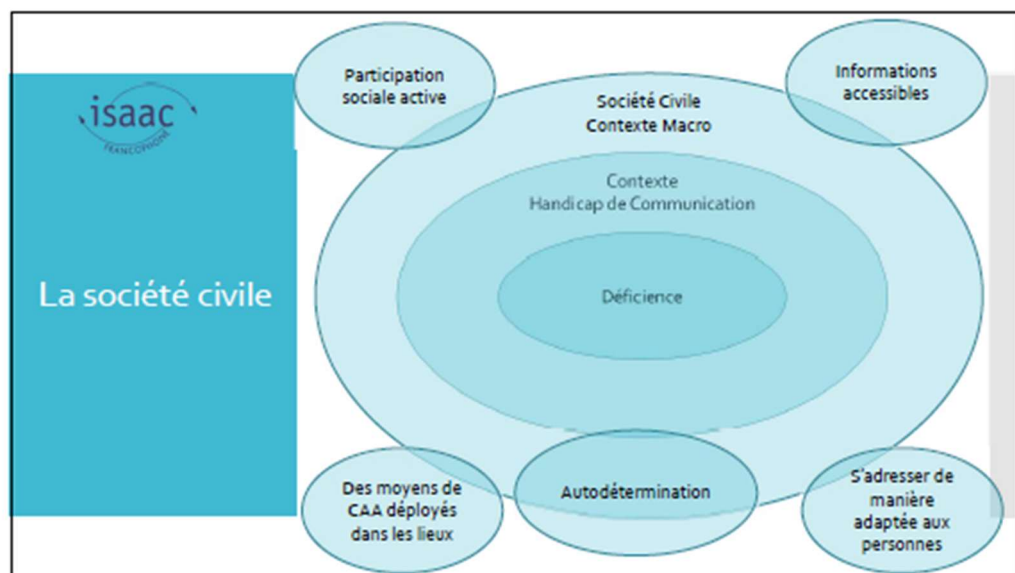 isaac
FRANCOPHONE
La société civile
Participation
sociale active
Informations
accessibles
Société Civile
Contexte Macro
Contexte
Handicap de Communication
Déficience
Des moyens de
CAA déployés
dans les lieux
Autodétermination
S'adresser de
manière
adaptée aux
personnes